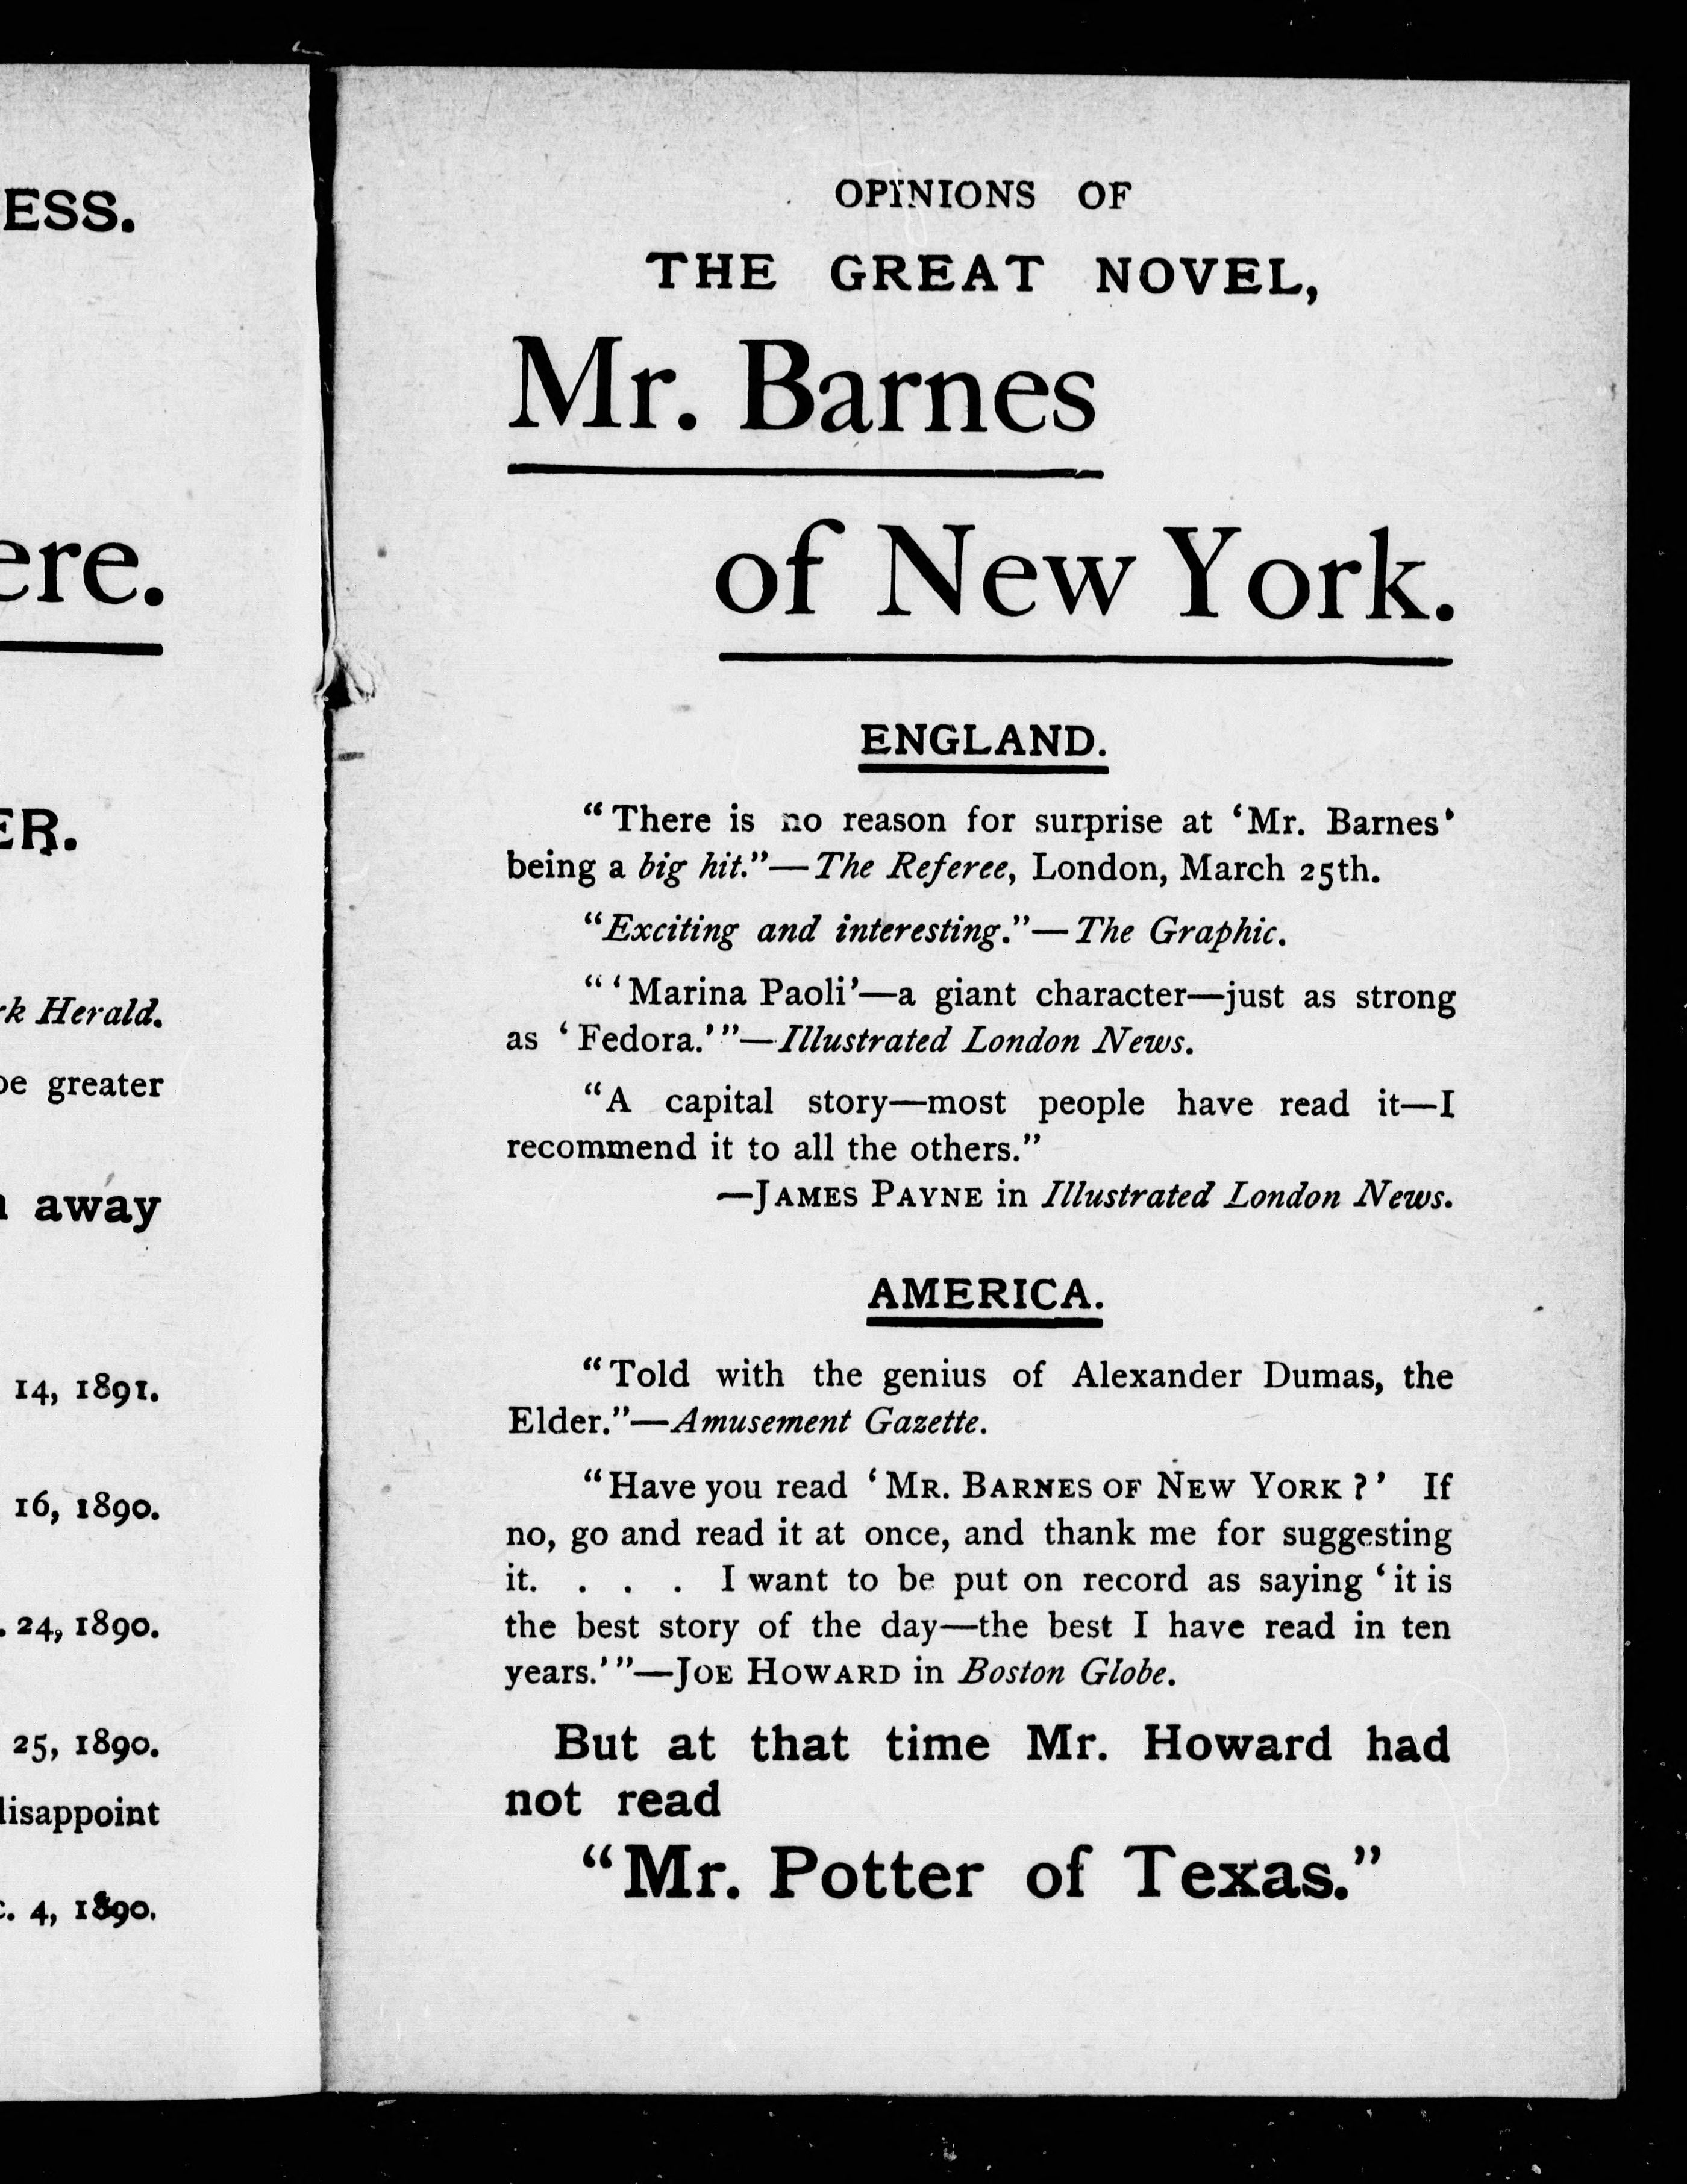 ESS.
ere.
ER.
rk Herald.
be greater
away
14, 1891.
16, 1890.
. 24, 1890.
25, 1890.
disappoint
c. 4, 1890.
OPINIONS OF
THE GREAT NOVEL,
Mr. Barnes
of New York.
ENGLAND.
“There is no reason for surprise at ‘Mr. Barnes’
being a big hit.”—The Referee, London, March 25th.
“Exciting and interesting.”—The Graphic.
“‘Marina Paoli’—a giant character—just as strong
as ‘Fedora.’”—Illustrated London News.
“A capital story—most people have read it—I
recommend it to all the others.”
—JAMES PAYNE in Illustrated London News.
AMERICA.
“Told with the genius of Alexander Dumas, the
Elder.”—Amusement Gazette.
“Have you read ‘MR. BARNES OF NEW YORK?’ If
no, go and read it at once, and thank me for suggesting
it. . . . I want to be put on record as saying ‘it is
the best story of the day—the best I have read in ten
years.’”—JOE HOWARD in Boston Globe.
But at that time Mr. Howard had
not read
“Mr. Potter of Texas.”